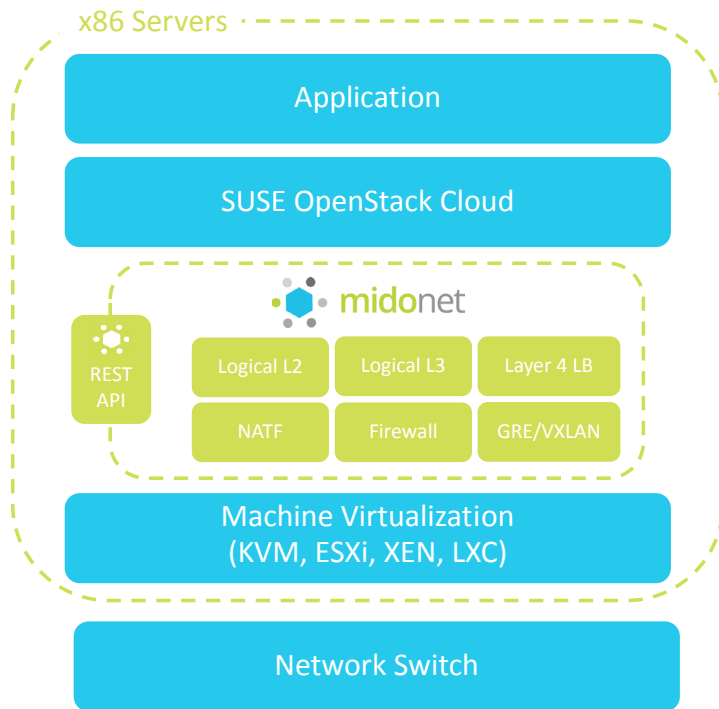 x86 Servers
Application
SUSE OpenStack Cloud
midonet
REST
API
Logical L2
Logical L3
Layer 4 LB
NATF
Firewall
GRE/VXLAN
Machine Virtualization
(KVM, ESXi, XEN, LXC)
Network Switch